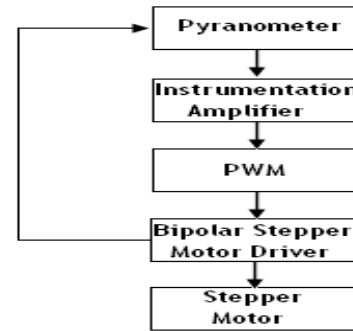 Pyranometer
Instrumentation
Amplifier
PWM
Bipolar Stepper
Motor Driver
Stepper
Motor